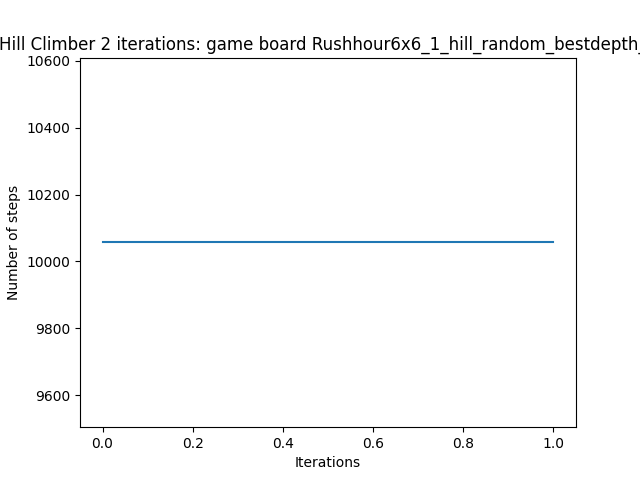 Hill Climber 2 iterations: game board Rushhour6x6_1_hill_random_bestdepth_
10600
10400
10200
10000
9800
9600
Number of steps
0.0 0.2 0.4 0.6 0.8 1.0
Iterations